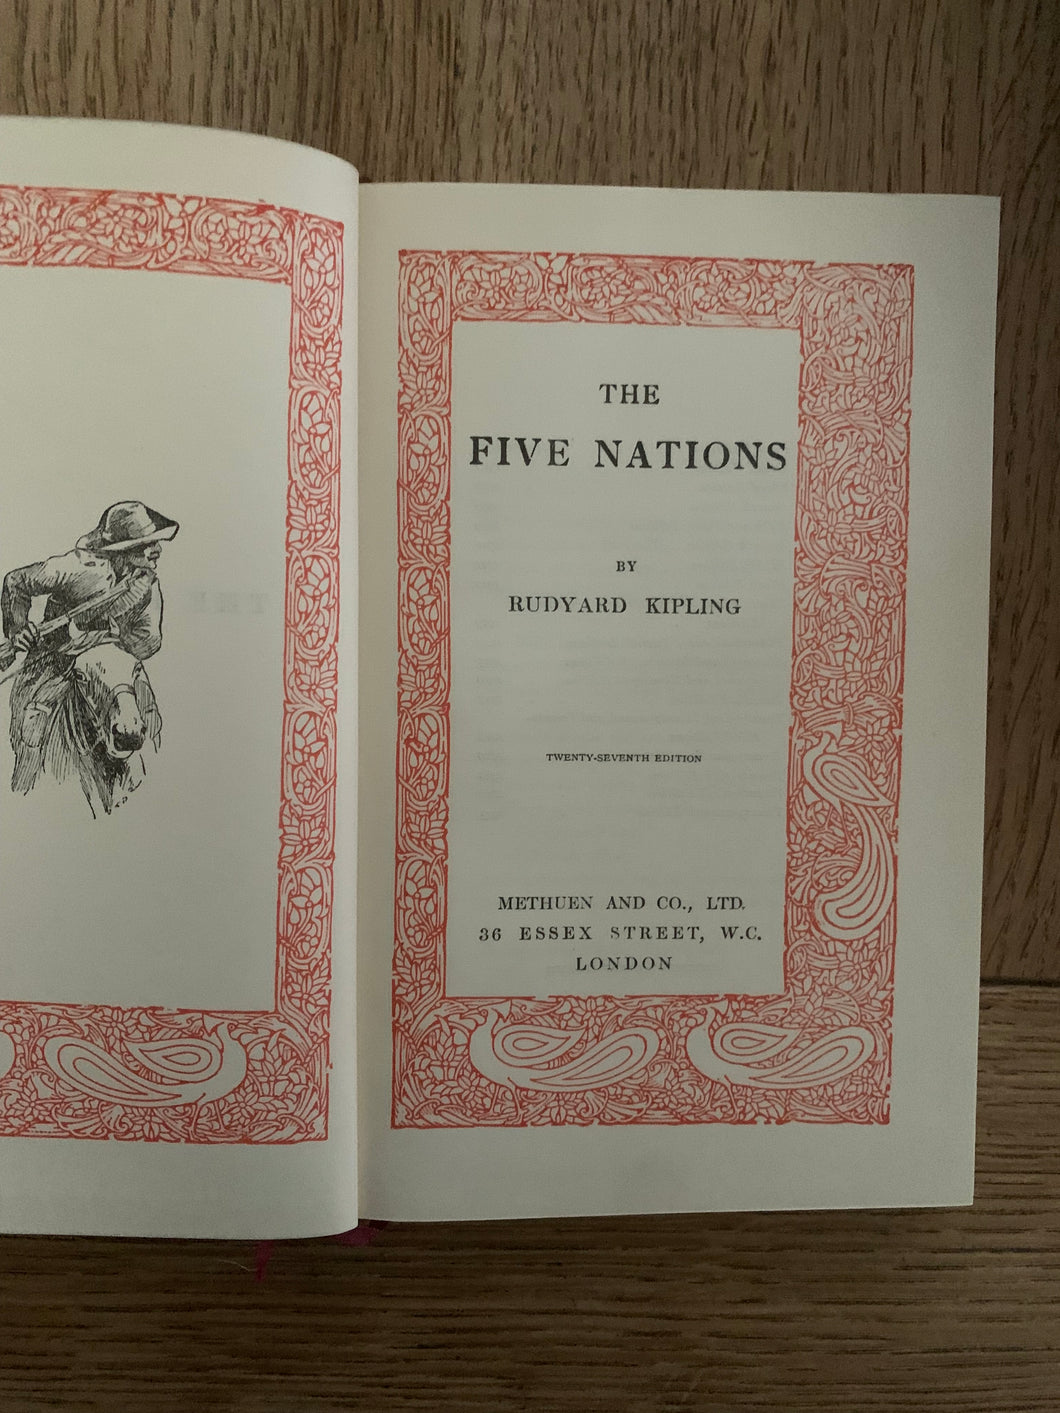 THE
FIVE NATIONS
BY
RUDYARD KIPLING
TWENTY-SEVENTH EDITION
METHUEN AND CO., LTD.
36 ESSEX STREET, W.C.
LONDON